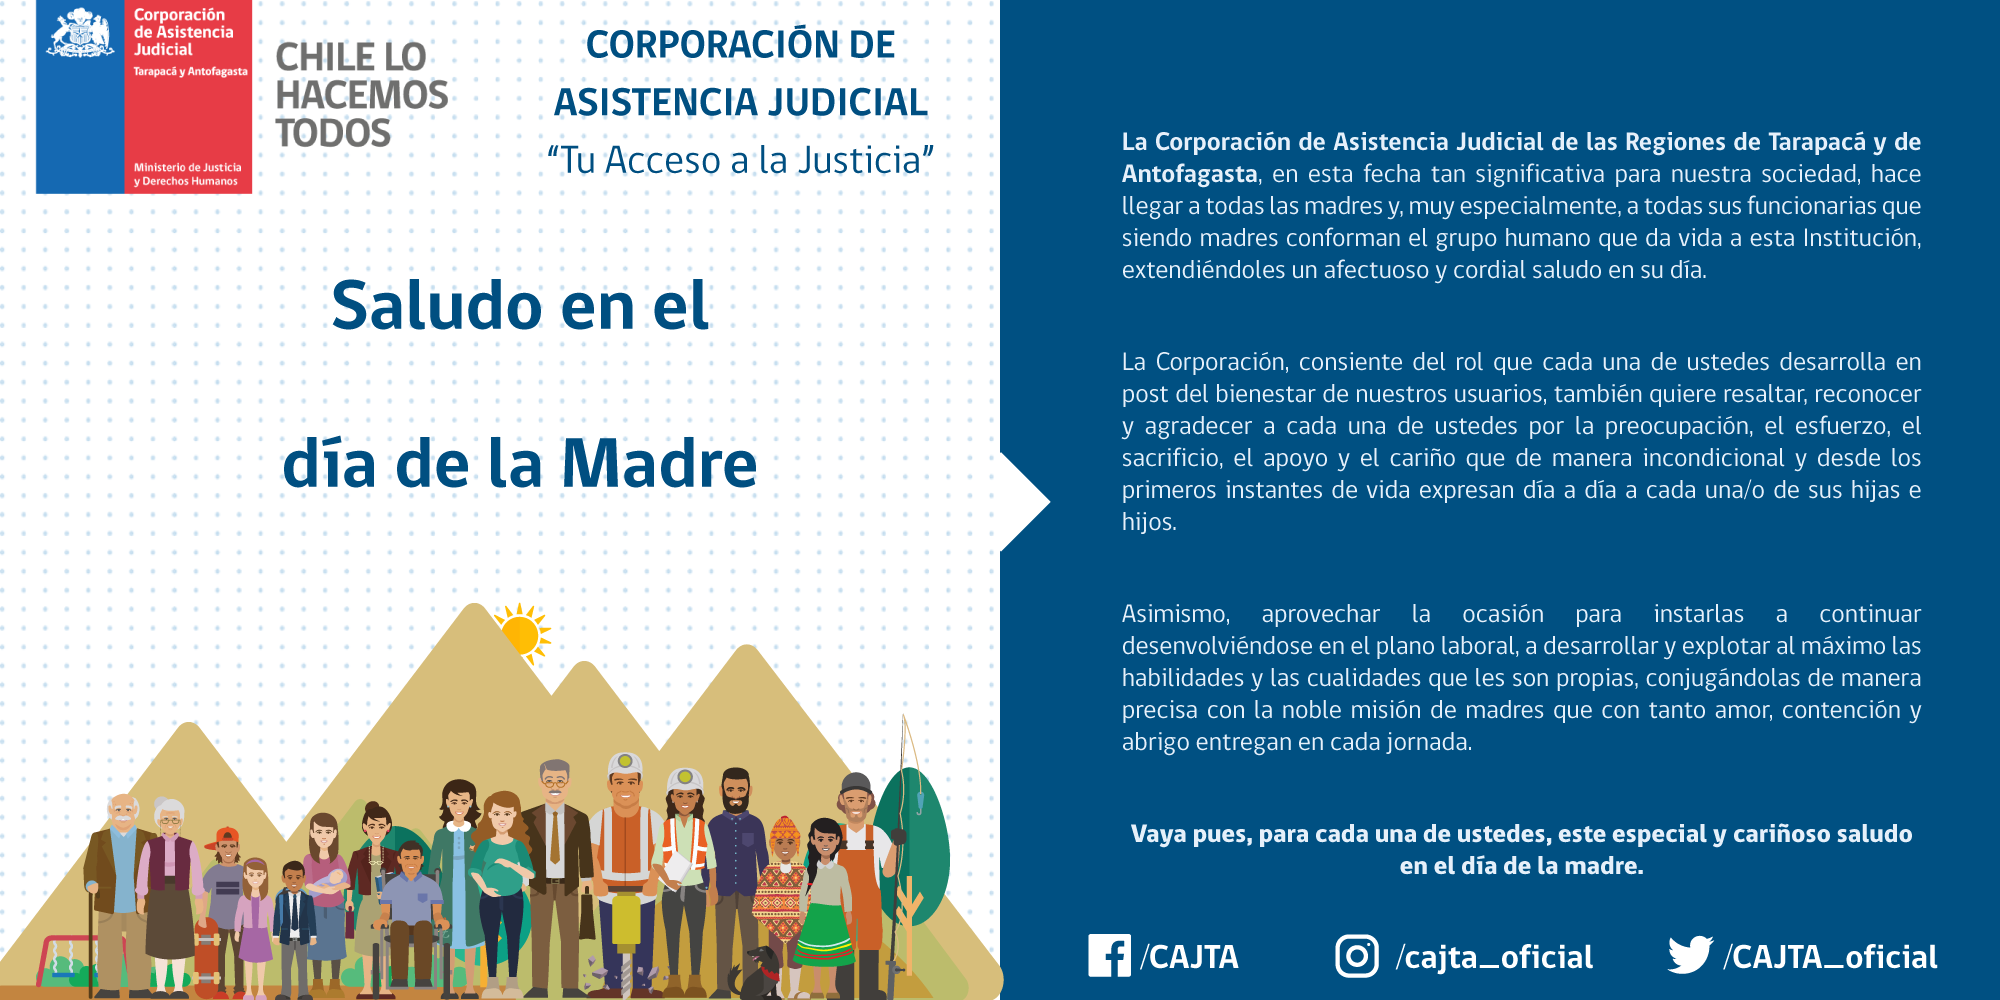 Corporación
de Asistencia
Judicial
Tarapacá y Antofagasta
Ministerio de Justicia
y Derechos Humanos
CHILE LO
HACEMOS
TODOS
CORPORACIÓN DE
ASISTENCIA JUDICIAL
“Tu Acceso a la Justicia”
Saludo en el
día de la Madre
La Corporación de Asistencia Judicial de las Regiones de Tarapacá y de
Antofagasta, en esta fecha tan significativa para nuestra sociedad, hace
llegar a todas las madres y, muy especialmente, a todas sus funcionarias que
siendo madres conforman el grupo humano que da vida a esta Institución,
extendiéndoles un afectuoso y cordial saludo en su día.
La Corporación, consiente del rol que cada una de ustedes desarrolla en
post del bienestar de nuestros usuarios, también quiere resaltar, reconocer
y agradecer a cada una de ustedes por la preocupación, el esfuerzo, el
sacrificio, el apoyo y el cariño que de manera incondicional y desde los
primeros instantes de vida expresan día a día a cada una/o de sus hijas e
hijos.
Asimismo, aprovechar la ocasión para instarlas a continuar
desenvolviéndose en el plano laboral, a desarrollar y explotar al máximo las
habilidades y las cualidades que les son propias, conjugándolas de manera
precisa con la noble misión de madres que con tanto amor, contención y
abrigo entregan en cada jornada.
Vaya pues, para cada una de ustedes, este especial y cariñoso saludo
en el día de la madre.
/CAJTA
/cajta_oficial
/CAJTA_oficial